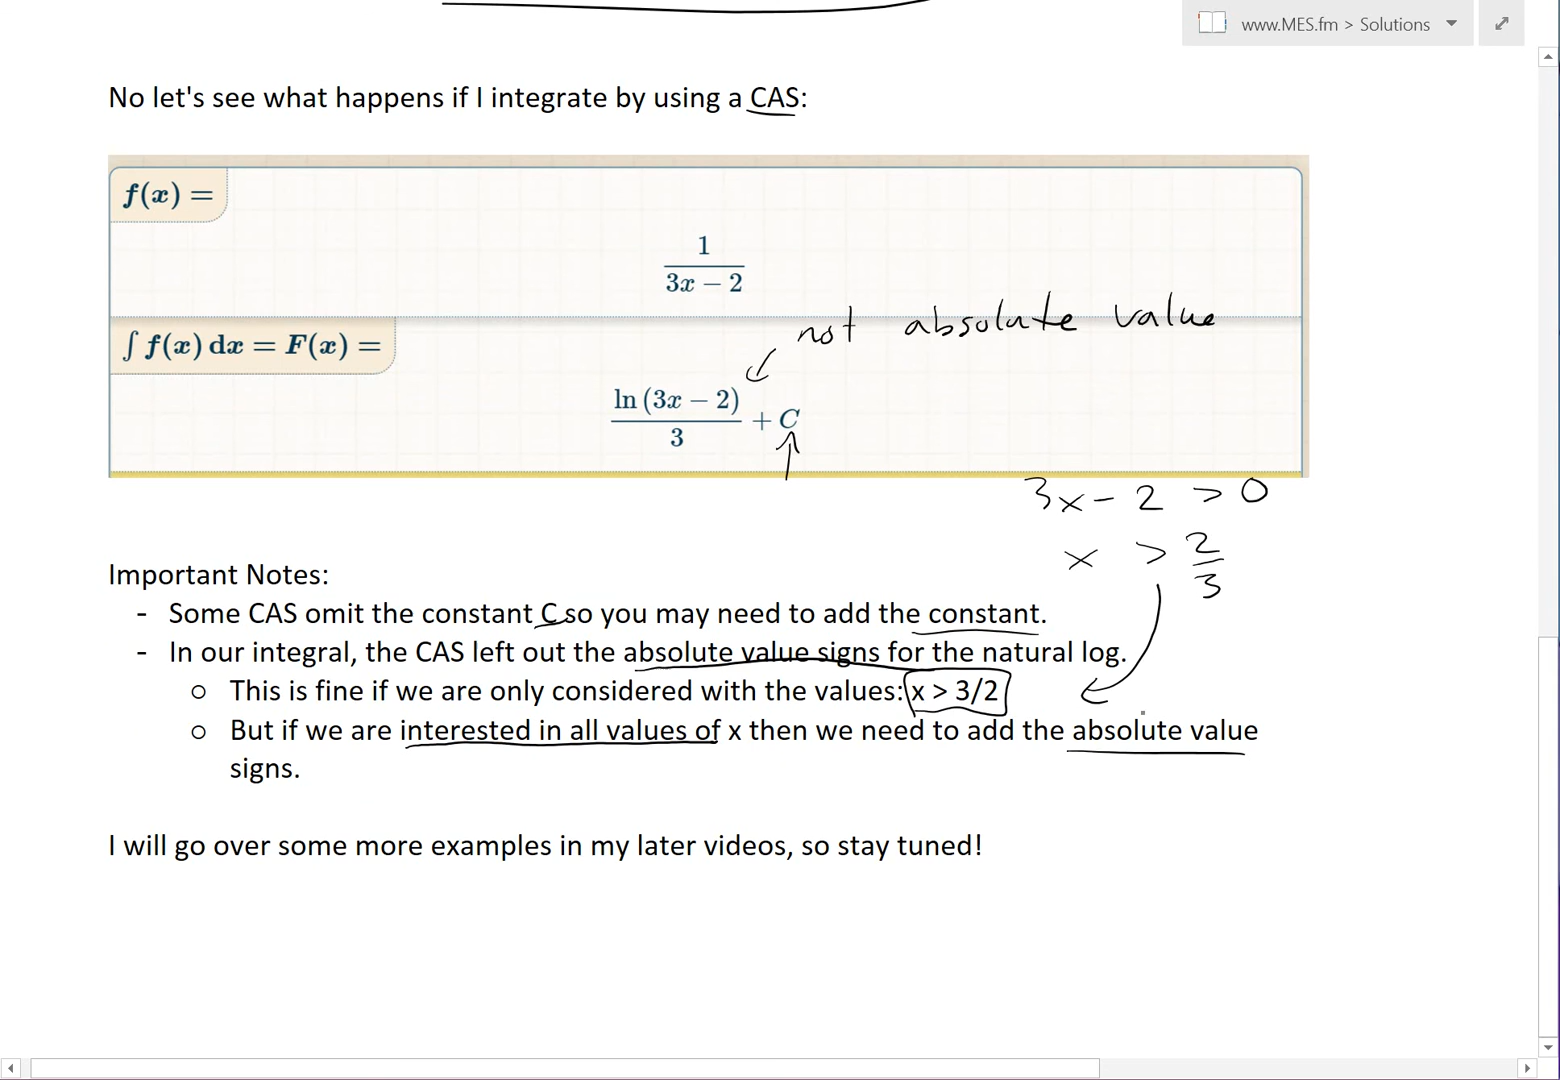 www.MES.fm > Solutions
No let's see what happens if I integrate by using a CAS:
f(x) =
1
3x − 2
not absolute value
∫ f(x) dx = F(x) =
ln (3x − 2)
3
+ C
3x - 2 > 0
x > 2/3
Important Notes:
- Some CAS omit the constant C so you may need to add the constant.
- In our integral, the CAS left out the absolute value signs for the natural log.
○ This is fine if we are only considered with the values: x > 3/2
○ But if we are interested in all values of x then we need to add the absolute value
signs.
I will go over some more examples in my later videos, so stay tuned!